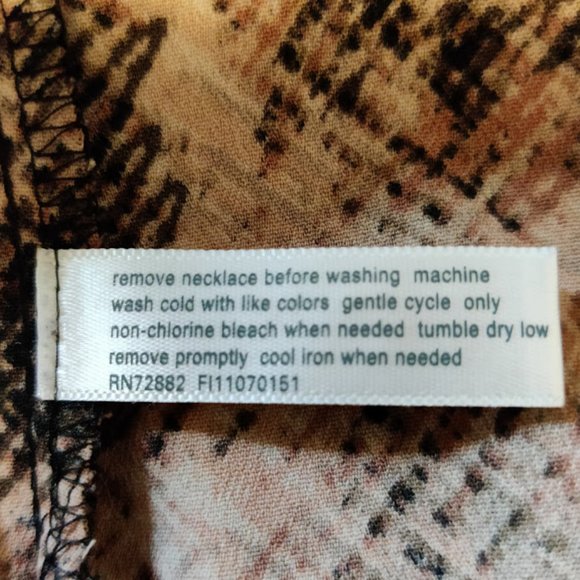 remove necklace before washing machine
wash cold with like colors gentle cycle only
non-chlorine bleach when needed tumble dry low
remove promptly cool iron when needed
RN72882 FI11070151